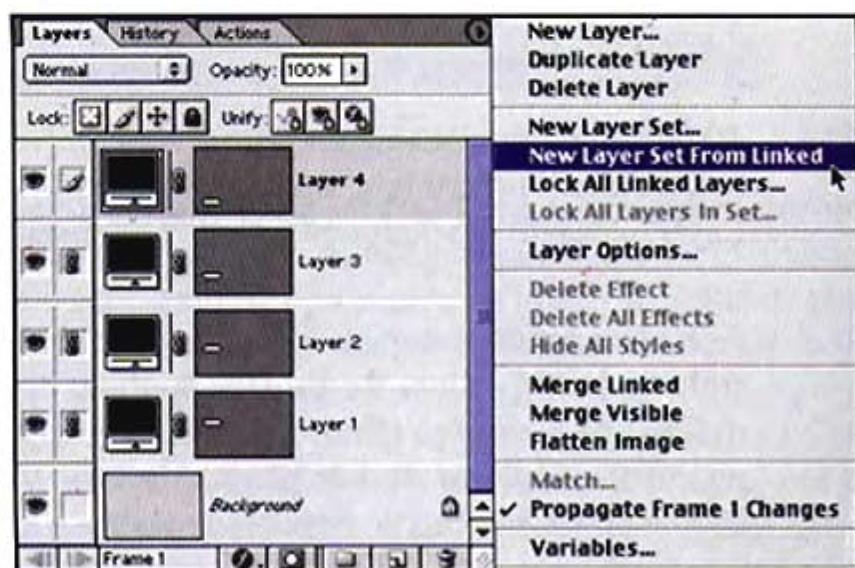 Layers History Actions
Normal Opacity: 100%
Lock: Unify:
Layer 4
Layer 3
Layer 2
Layer 1
Background
Frame 1
New Layer...
Duplicate Layer
Delete Layer
New Layer Set...
New Layer Set From Linked
Lock All Linked Layers...
Lock All Layers In Set...
Layer Options...
Delete Effect
Delete All Effects
Hide All Styles
Merge Linked
Merge Visible
Flatten Image
Match...
✓ Propagate Frame 1 Changes
Variables...